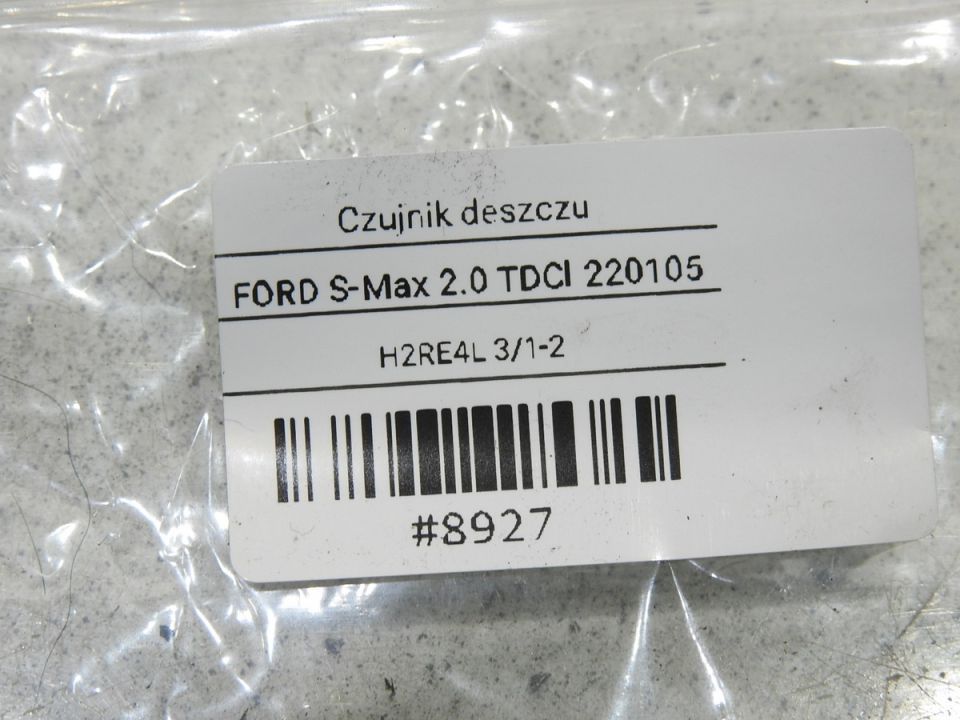 Czujnik deszczu
FORD S-Max 2.0 TDCI 220105
H2RE4L 3/1-2
#8927